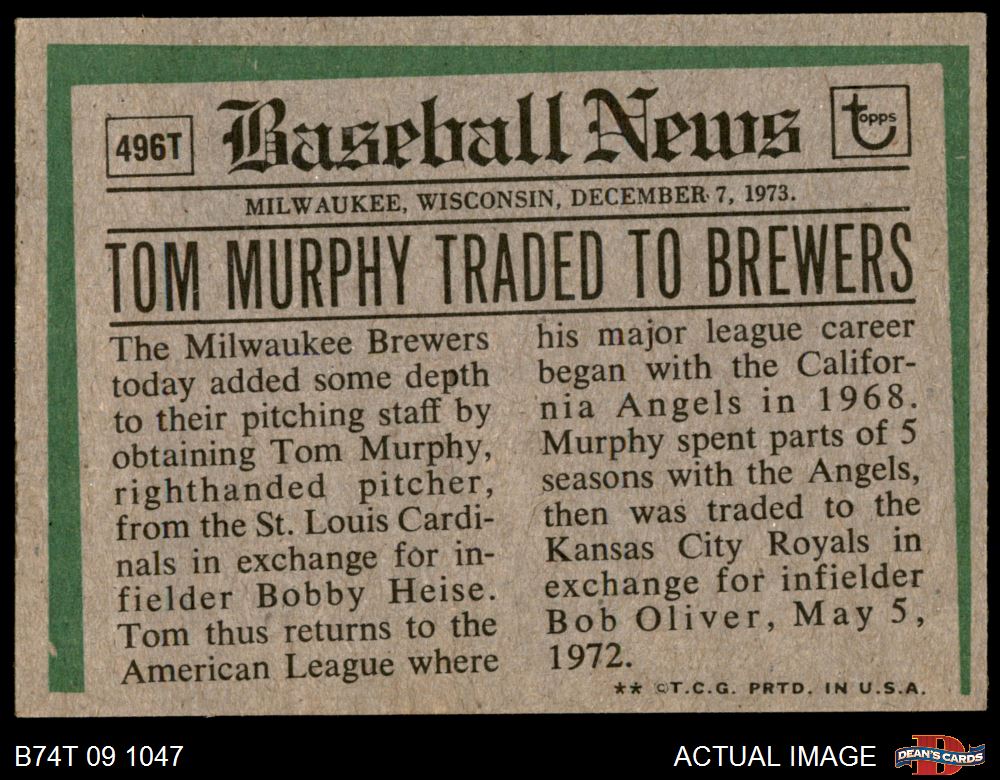 496T
Baseball News
topps
MILWAUKEE, WISCONSIN, DECEMBER 7, 1973.
TOM MURPHY TRADED TO BREWERS
The Milwaukee Brewers
today added some depth
to their pitching staff by
obtaining Tom Murphy,
righthanded pitcher,
from the St. Louis Cardi-
nals in exchange for in-
fielder Bobby Heise.
Tom thus returns to the
American League where
his major league career
began with the Califor-
nia Angels in 1968.
Murphy spent parts of 5
seasons with the Angels,
then was traded to the
Kansas City Royals in
exchange for infielder
Bob Oliver, May 5,
1972.
** ©T.C.G. PRTD. IN U.S.A.
B74T 09 1047
ACTUAL IMAGE
D
DEAN'S CARDS